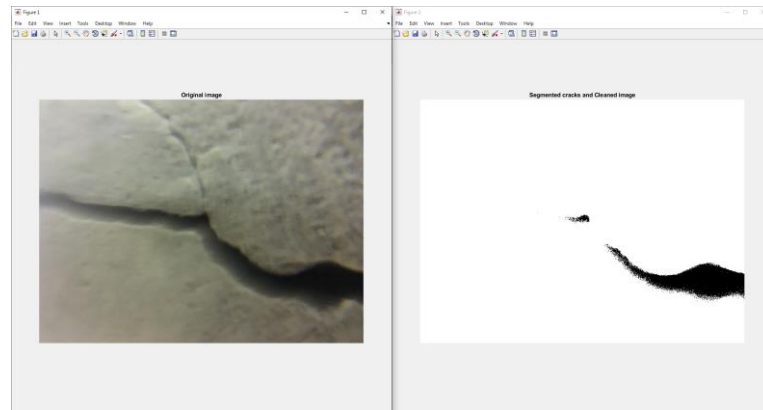 Figure 1
File Edit View Insert Tools Desktop Window Help
Original image
Figure 1
File Edit View Insert Tools Desktop Window Help
Segmented cracks and Cleaned image